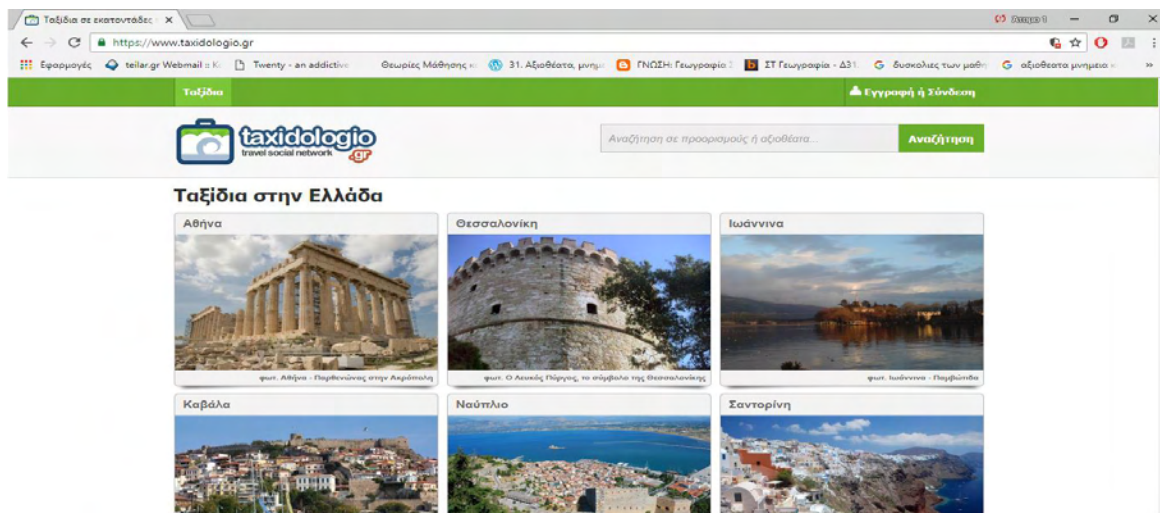 Ταξίδια σε εκατοντάδες
https://www.taxidologio.gr
Εφαρμογές teilar.gr Webmail :: Κα Twenty - an addictive Θεωρίες Μάθησης κ 31. Αξιοθέατα, μνημε ΓΝΩΣΗ: Γεωγραφία Σ ΣΤ Γεωγραφία - Δ31. δυσκολιες των μαθη αξιοθεατα μνημεια κ »
Ταξίδια Εγγραφή ή Σύνδεση
taxidologio
travel social network .gr
Αναζήτηση σε προορισμούς ή αξιοθέατα... Αναζήτηση
Ταξίδια στην Ελλάδα
Αθήνα Θεσσαλονίκη Ιωάννινα
φωτ. Αθήνα - Παρθενώνας στην Ακρόπολη φωτ. Ο Λευκός Πύργος, το σύμβολο της Θεσσαλονίκης φωτ. Ιωάννινα - Παμβώτιδα
Καβάλα Ναύπλιο Σαντορίνη